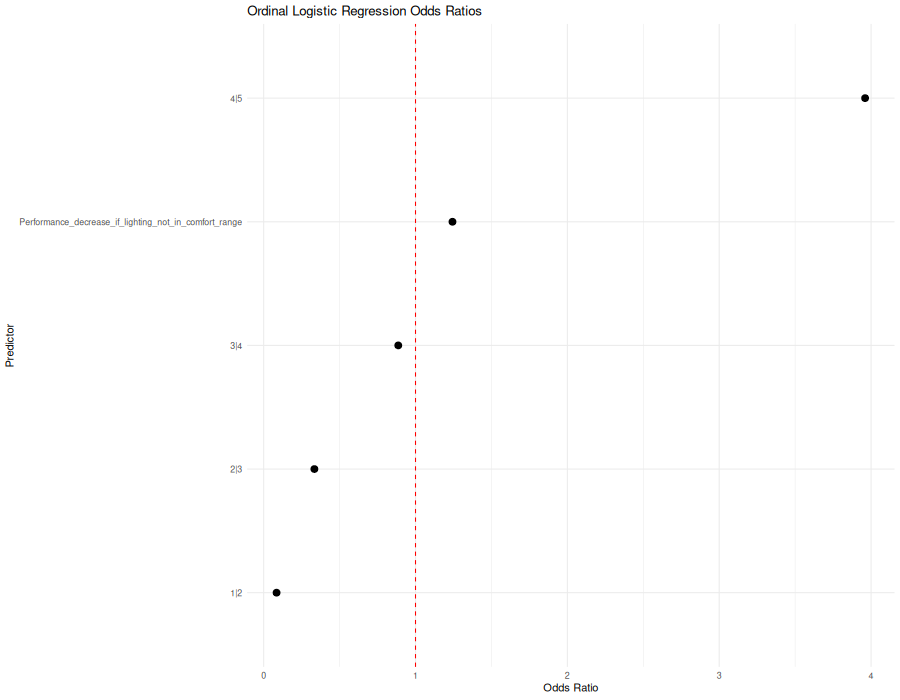 Ordinal Logistic Regression Odds Ratios
4|5
Performance_decrease_if_lighting_not_in_comfort_range
3|4
2|3
1|2
Predictor
0 1 2 3 4
Odds Ratio